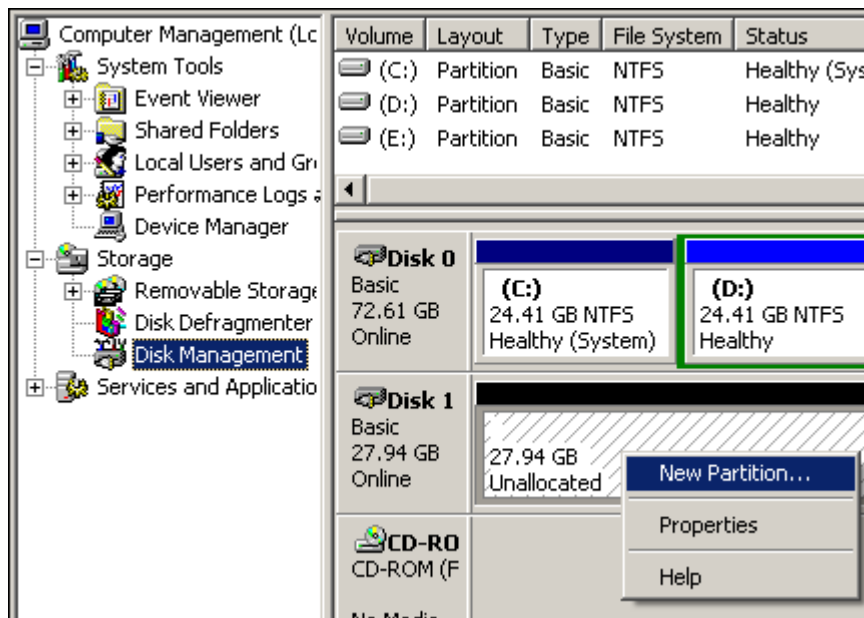 Computer Management (Lc
System Tools
Event Viewer
Shared Folders
Local Users and Gr
Performance Logs
Device Manager
Storage
Removable Storage
Disk Defragmenter
Disk Management
Services and Applicatio
Volume Layout Type File System Status
(C:) Partition Basic NTFS Healthy (Sys
(D:) Partition Basic NTFS Healthy
(E:) Partition Basic NTFS Healthy
Disk 0
Basic
72.61 GB
Online
(C:)
24.41 GB NTFS
Healthy (System)
(D:)
24.41 GB NTFS
Healthy
Disk 1
Basic
27.94 GB
Online
27.94 GB
Unallocated
New Partition...
Properties
Help
CD-RO
CD-ROM (F
No Media